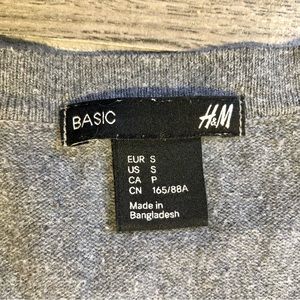 BASIC H&M
EUR S
US S
CA P
CN 165/88A
Made in
Bangladesh